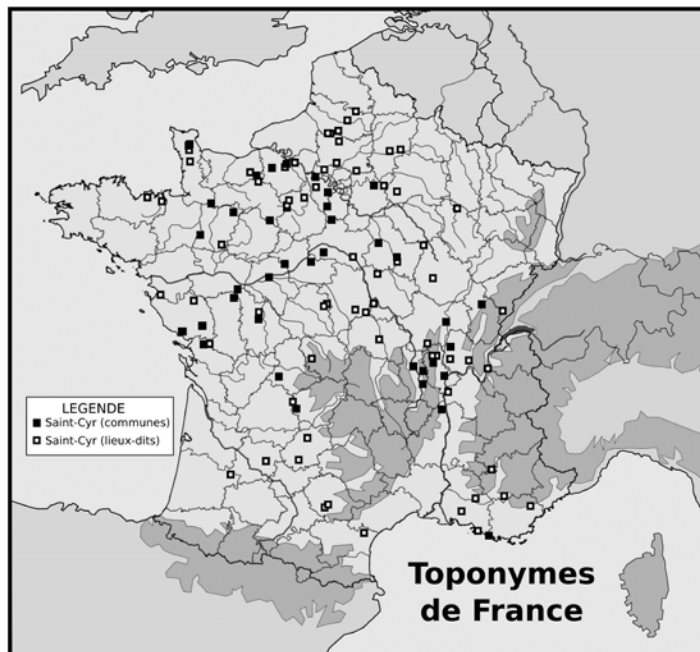 LEGENDE
Saint-Cyr (communes)
Saint-Cyr (lieux-dits)
Toponymes
de France